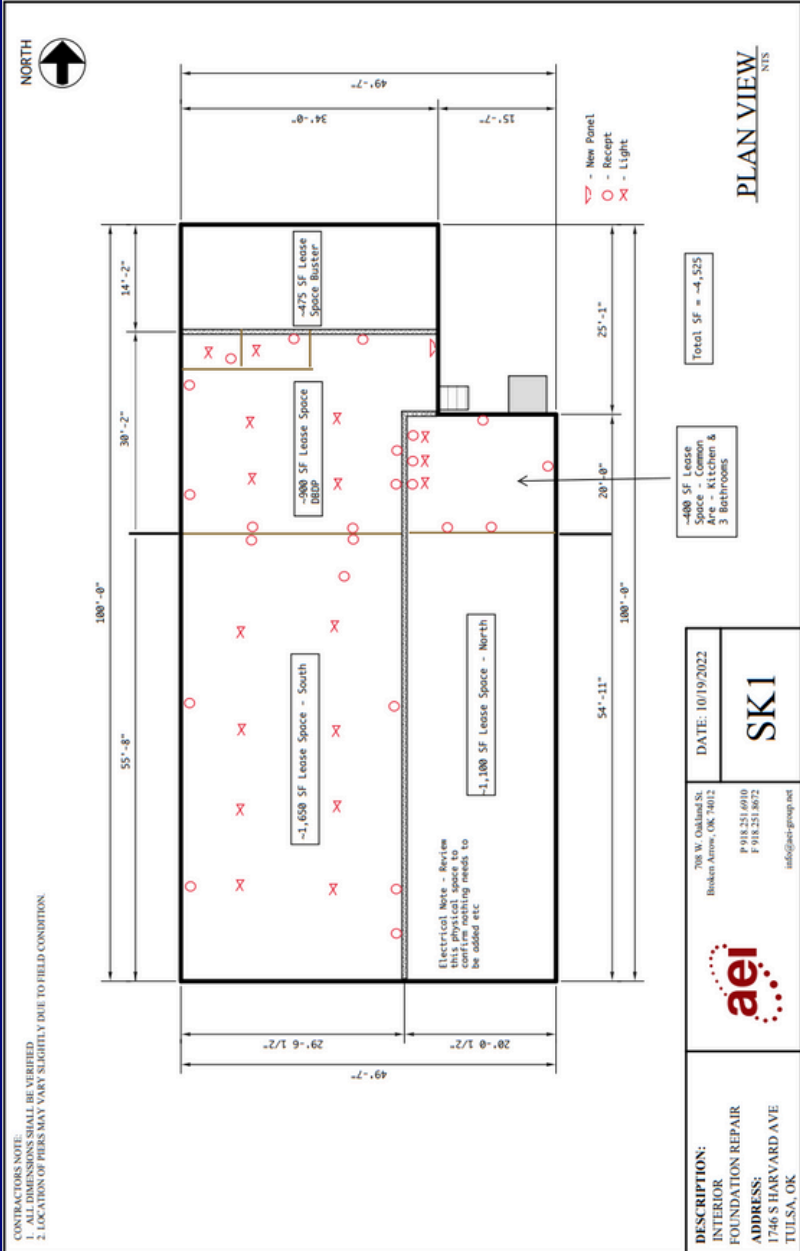 CONTRACTORS NOTE:
1. ALL DIMENSIONS SHALL BE VERIFIED
2. LOCATION OF PIERS MAY VARY SLIGHTLY DUE TO FIELD CONDITION.
NORTH
100'-0"
55'-8"
30'-2"
14'-2"
49'-7"
29'-6 1/2"
20'-0 1/2"
49'-7"
34'-0"
15'-7"
~1,650 SF Lease Space - South
~900 SF Lease Space
DBDP
~475 SF Lease
Space Buster
~1,100 SF Lease Space - North
Electrical Note - Review
this physical space to
confirm nothing needs to
be added etc
54'-11"
20'-0"
25'-1"
100'-0"
- New Panel
- Recept
- Light
~400 SF Lease
Space - Common
Are - Kitchen &
3 Bathrooms
Total SF = ~4,525
PLAN VIEW
NTS
DESCRIPTION:
INTERIOR
FOUNDATION REPAIR
ADDRESS:
1746 S HARVARD AVE
TULSA, OK
aei
708 W. Oakland St.
Broken Arrow, OK 74012
P 918.251.6910
F 918.251.8672
info@aei-group.net
DATE: 10/19/2022
SK1